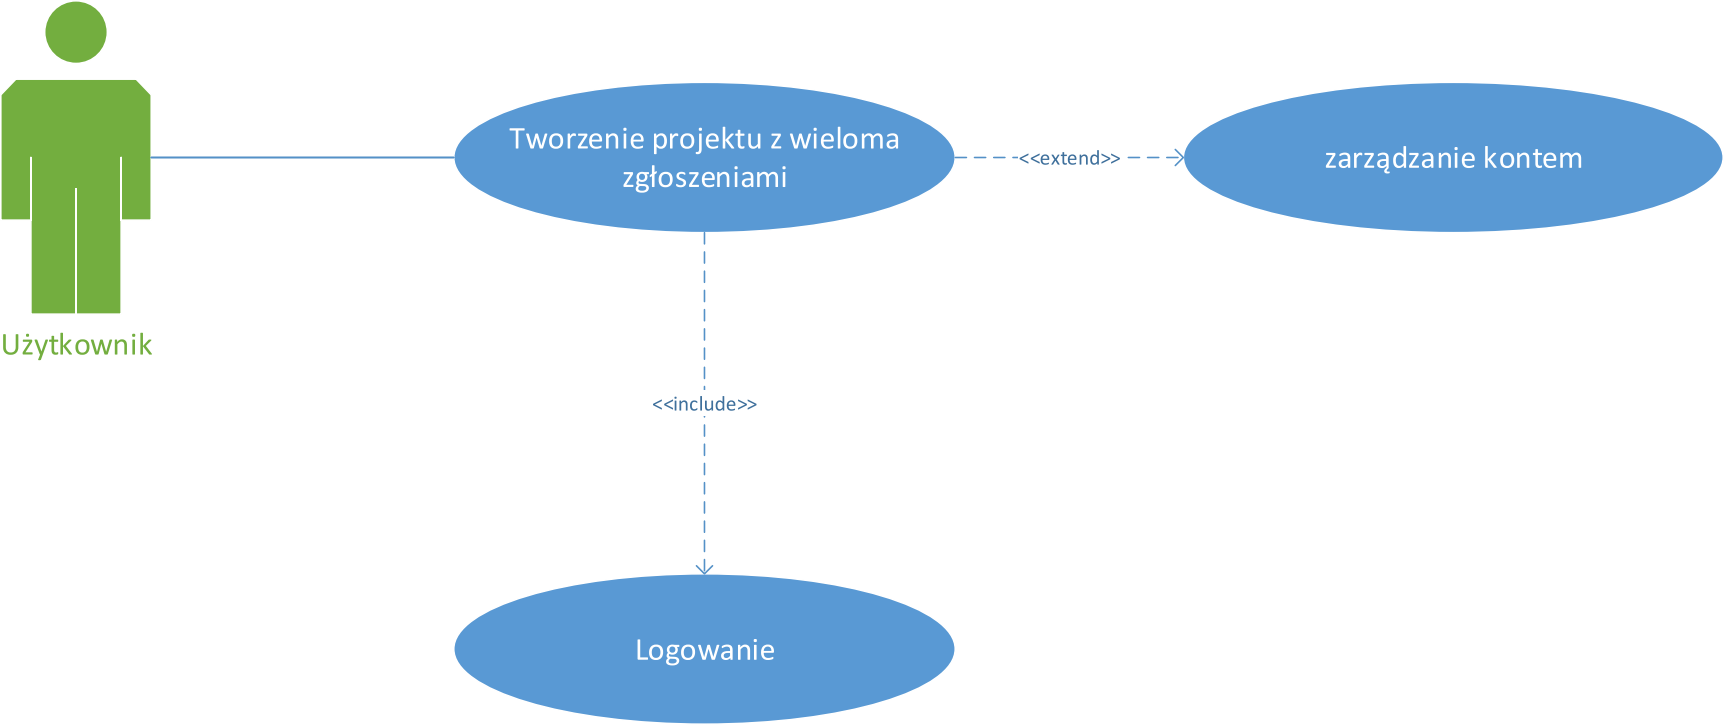 Tworzenie projektu z wieloma
zgłoszeniami
<<extend>>
zarządzanie kontem
Użytkownik
<<include>>
Logowanie